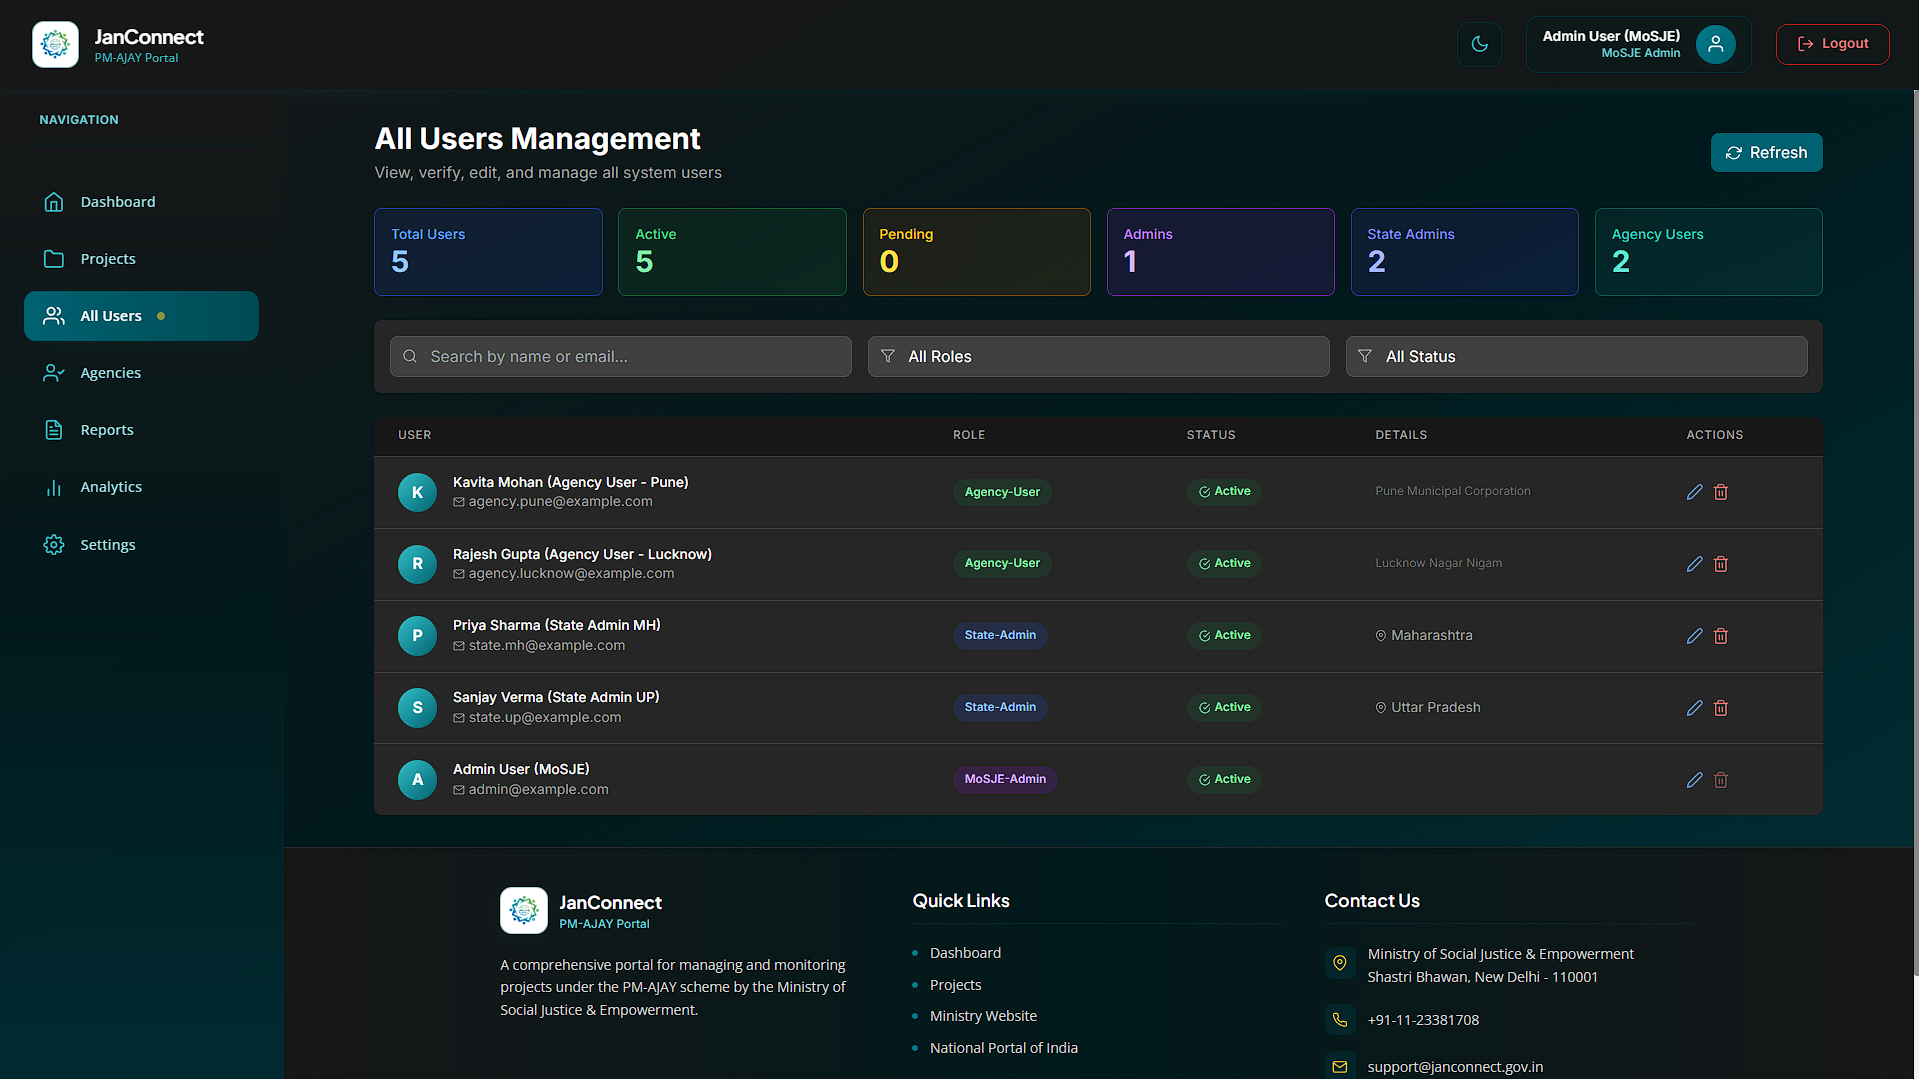 JanConnect
PM-AJAY Portal
Admin User (MoSJE)
MoSJE Admin
Logout
NAVIGATION
Dashboard
Projects
All Users
Agencies
Reports
Analytics
Settings
All Users Management
View, verify, edit, and manage all system users
Refresh
Total Users
5
Active
5
Pending
0
Admins
1
State Admins
2
Agency Users
2
Search by name or email...
All Roles
All Status
USER ROLE STATUS DETAILS ACTIONS
K
Kavita Mohan (Agency User - Pune)
agency.pune@example.com
Agency-User
Active
Pune Municipal Corporation
R
Rajesh Gupta (Agency User - Lucknow)
agency.lucknow@example.com
Agency-User
Active
Lucknow Nagar Nigam
P
Priya Sharma (State Admin MH)
state.mh@example.com
State-Admin
Active
Maharashtra
S
Sanjay Verma (State Admin UP)
state.up@example.com
State-Admin
Active
Uttar Pradesh
A
Admin User (MoSJE)
admin@example.com
MoSJE-Admin
Active
JanConnect
PM-AJAY Portal
A comprehensive portal for managing and monitoring
projects under the PM-AJAY scheme by the Ministry of
Social Justice & Empowerment.
Quick Links
Dashboard
Projects
Ministry Website
National Portal of India
Contact Us
Ministry of Social Justice & Empowerment
Shastri Bhawan, New Delhi - 110001
+91-11-23381708
support@janconnect.gov.in